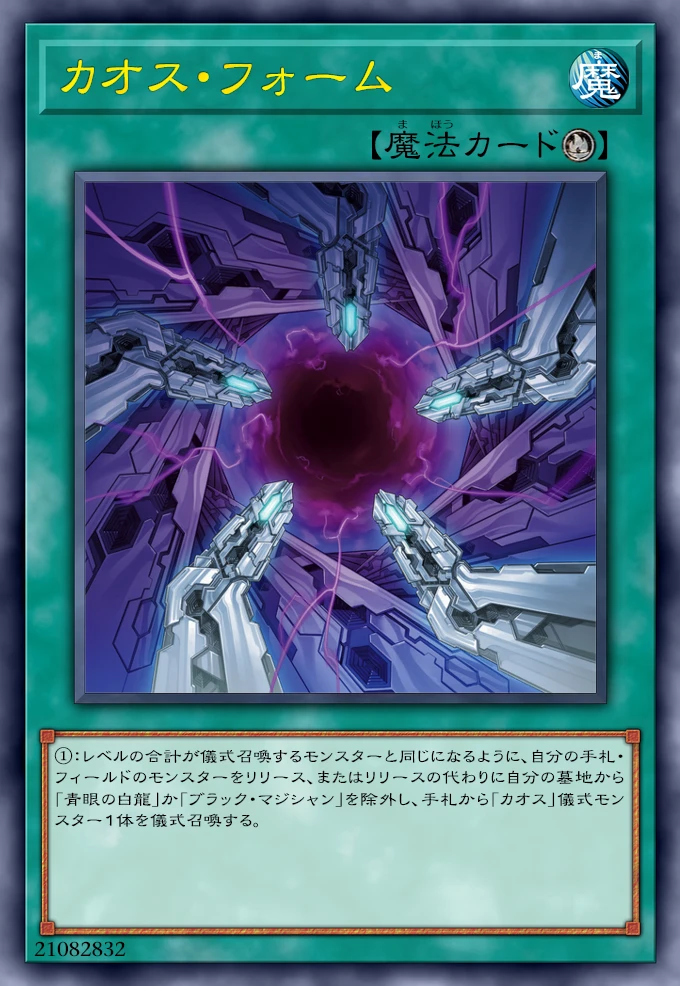 カオス・フォーム
魔
【魔法カード】
①:レベルの合計が儀式召喚するモンスターと同じになるように、自分の手札・
フィールドのモンスターをリリース、またはリリースの代わりに自分の墓地から
「青眼の白龍」か「ブラック・マジシャン」を除外し、手札から「カオス」儀式モン
スター1体を儀式召喚する。
21082832